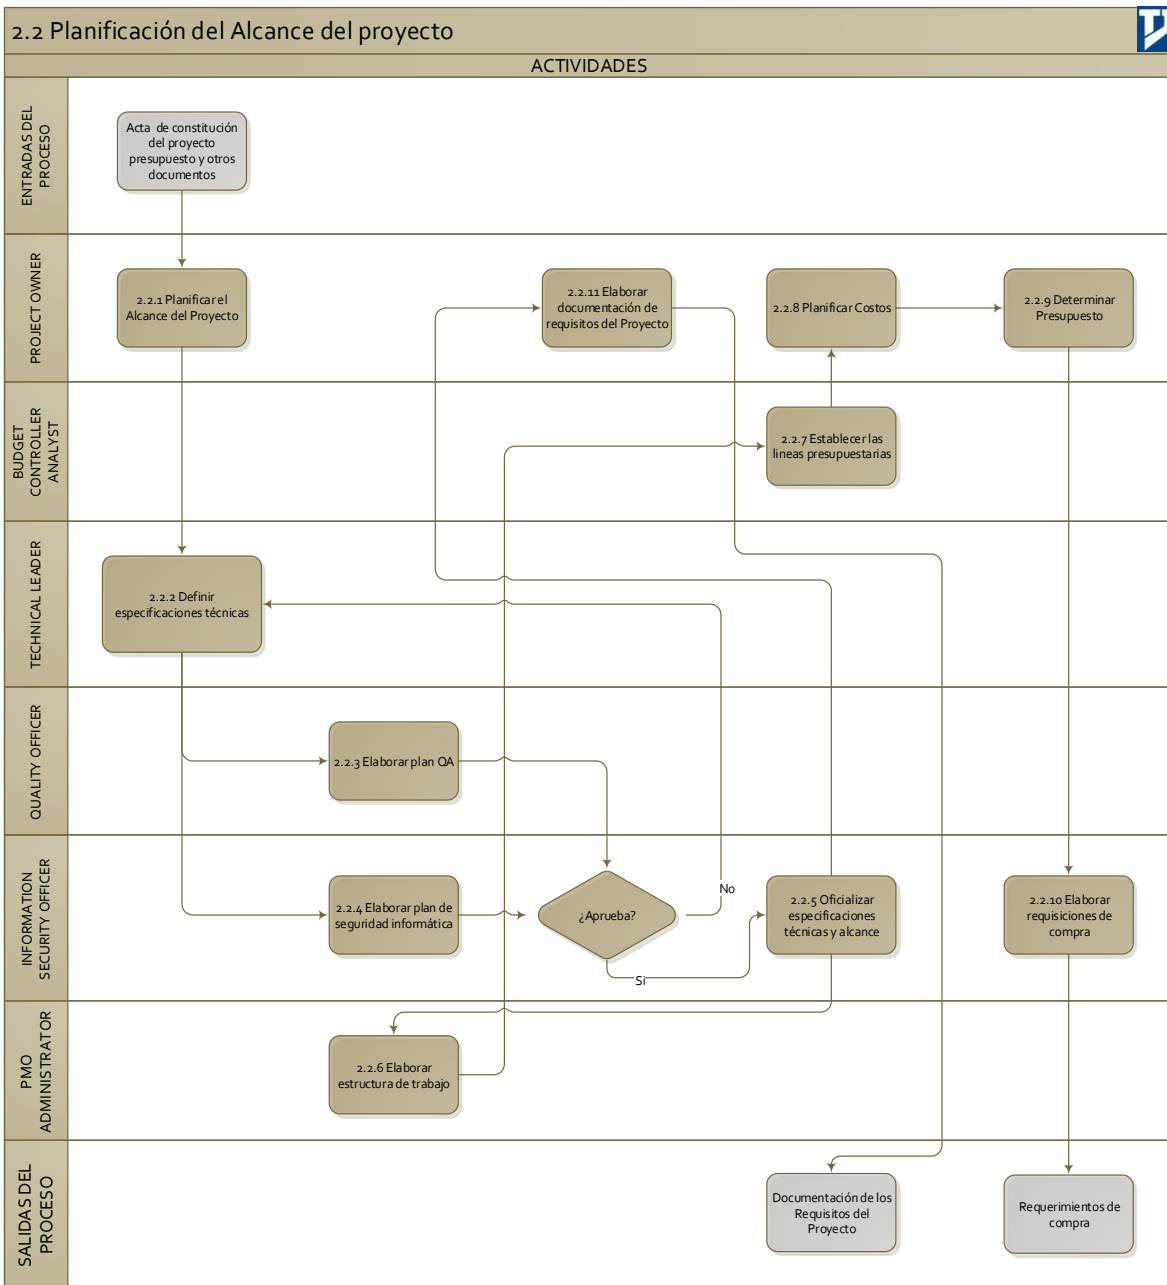 2.2 Planificación del Alcance del proyecto
ACTIVIDADES
ENTRADAS DEL
PROCESO
Acta de constitución
del proyecto
presupuesto y otros
documentos
PROJECT OWNER
2.2.1 Planificar el
Alcance del Proyecto
2.2.11 Elaborar
documentación de
requisitos del Proyecto
2.2.8 Planificar Costos
2.2.9 Determinar
Presupuesto
BUDGET
CONTROLLER
ANALYST
2.2.7 Establecer las
lineas presupuestarias
TECHNICAL LEADER
2.2.2 Definir
especificaciones técnicas
QUALITY OFFICER
2.2.3 Elaborar plan QA
INFORMATION
SECURITY OFFICER
2.2.4 Elaborar plan de
seguridad informática
¿Aprueba?
No
Si
2.2.5 Oficializar
especificaciones
técnicas y alcance
2.2.10 Elaborar
requisiciones de
compra
PMO
ADMINISTRATOR
2.2.6 Elaborar
estructura de trabajo
SALIDAS DEL
PROCESO
Documentación de los
Requisitos del
Proyecto
Requerimientos de
compra